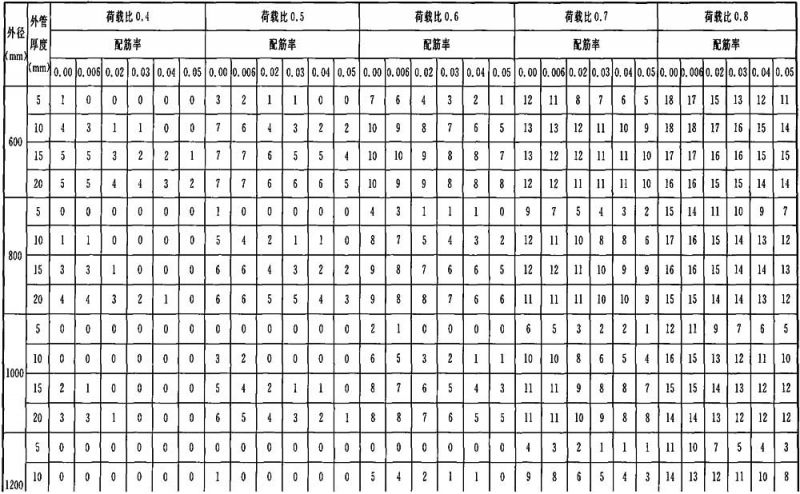 外径(mm) 外管厚度(mm) 荷载比0.4 荷载比0.5 荷载比0.6 荷载比0.7 荷载比0.8
配筋率 配筋率 配筋率 配筋率 配筋率
0.00 0.006 0.02 0.03 0.04 0.05 0.00 0.006 0.02 0.03 0.04 0.05 0.00 0.006 0.02 0.03 0.04 0.05 0.00 0.006 0.02 0.03 0.04 0.05 0.00 0.006 0.02 0.03 0.04 0.05
600 5 1 0 0 0 0 0 3 2 1 1 0 0 7 6 4 3 2 1 12 11 8 7 6 5 18 17 15 13 12 11
10 4 3 1 1 0 0 7 6 4 3 2 2 10 9 8 7 6 5 13 13 12 11 10 9 18 18 17 16 15 14
15 5 5 3 2 2 1 7 7 6 5 5 4 10 10 9 8 8 7 13 12 12 11 11 10 17 17 16 16 15 15
20 5 5 4 4 3 2 7 7 6 6 6 5 10 9 9 8 8 8 12 12 11 11 11 10 16 16 15 15 14 14
800 5 0 0 0 0 0 0 1 0 0 0 0 0 4 3 1 1 1 0 9 7 5 4 3 2 15 14 11 10 9 7
10 1 1 0 0 0 0 5 4 2 1 1 0 8 7 5 4 3 2 12 11 10 8 8 6 17 16 15 14 13 12
15 3 3 1 0 0 0 6 6 4 3 2 2 9 8 7 6 6 5 12 12 11 10 9 9 16 16 15 14 14 13
20 4 4 3 2 1 0 6 6 5 5 4 3 9 8 8 7 6 6 11 11 11 10 10 9 15 15 14 14 13 12
1000 5 0 0 0 0 0 0 0 0 0 0 0 0 2 1 0 0 0 0 6 5 3 2 2 1 12 11 9 7 6 5
10 0 0 0 0 0 0 3 2 0 0 0 0 6 5 3 2 1 1 10 10 8 6 5 4 16 15 13 12 11 10
15 2 1 0 0 0 0 5 4 2 1 1 0 8 7 6 5 4 3 11 11 9 8 8 7 15 15 14 13 12 12
20 3 3 1 0 0 0 6 5 4 3 2 1 8 8 7 6 5 5 11 11 10 9 8 8 14 14 13 12 12 12
1200 5 0 0 0 0 0 0 0 0 0 0 0 0 0 0 0 0 0 0 4 3 2 1 1 1 11 10 7 5 4 3
10 0 0 0 0 0 0 1 0 0 0 0 0 5 4 2 1 1 0 9 8 6 5 4 3 14 13 12 11 10 8